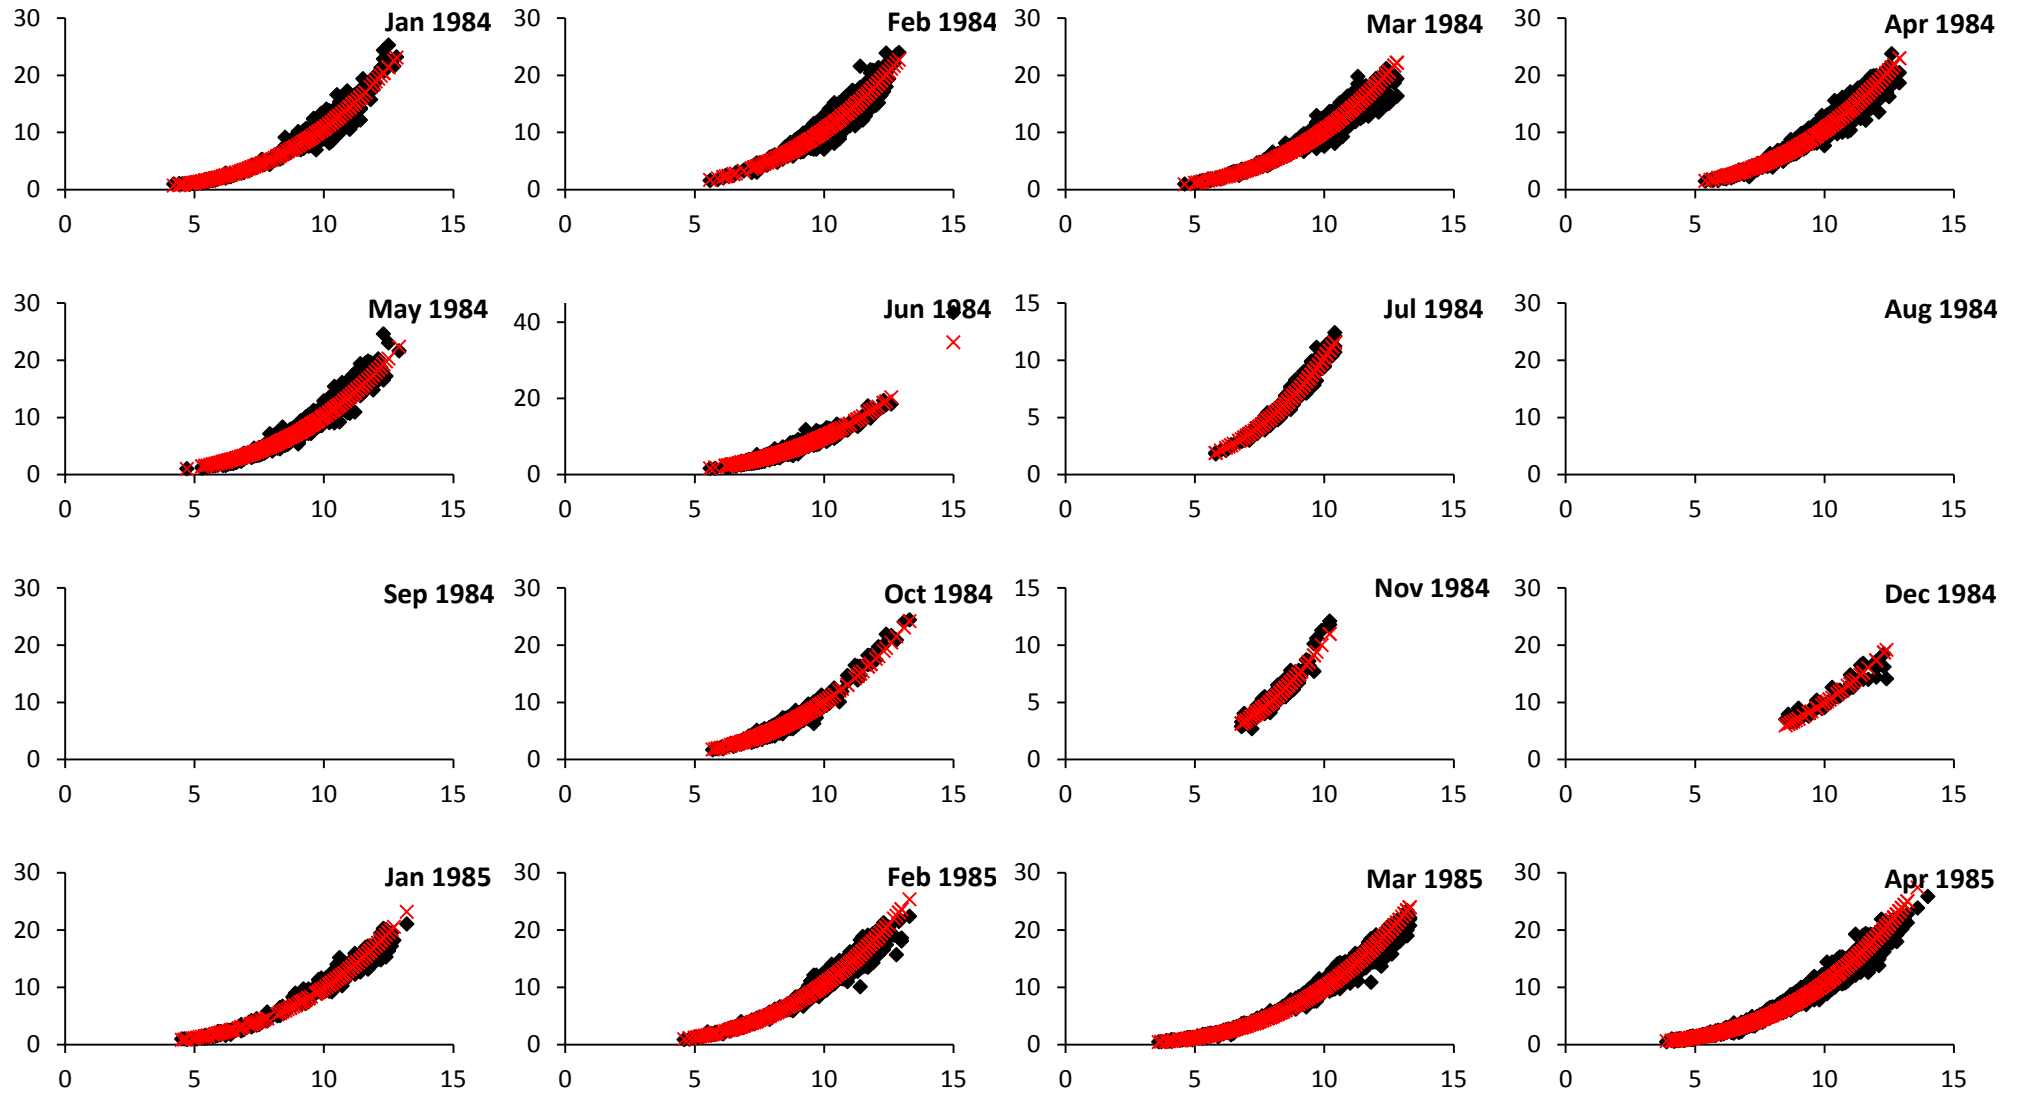 30 Jan 1984 30 Feb 1984 30 Mar 1984 30 Apr 1984
20 20 20 20
10 10 10 10
0 0 0 0
0 5 10 15 0 5 10 15 0 5 10 15 0 5 10 15
30 May 1984 Jun 1984 15 Jul 1984 30 Aug 1984
40
20 10 20
20
10 5 10
0 0 0 0
0 5 10 15 0 5 10 15 0 5 10 15 0 5 10 15
30 Sep 1984 30 Oct 1984 15 Nov 1984 30 Dec 1984
20 20 10 20
10 10 5 10
0 0 0 0
0 5 10 15 0 5 10 15 0 5 10 15 0 5 10 15
30 Jan 1985 30 Feb 1985 30 Mar 1985 30 Apr 1985
20 20 20 20
10 10 10 10
0 0 0 0
0 5 10 15 0 5 10 15 0 5 10 15 0 5 10 15